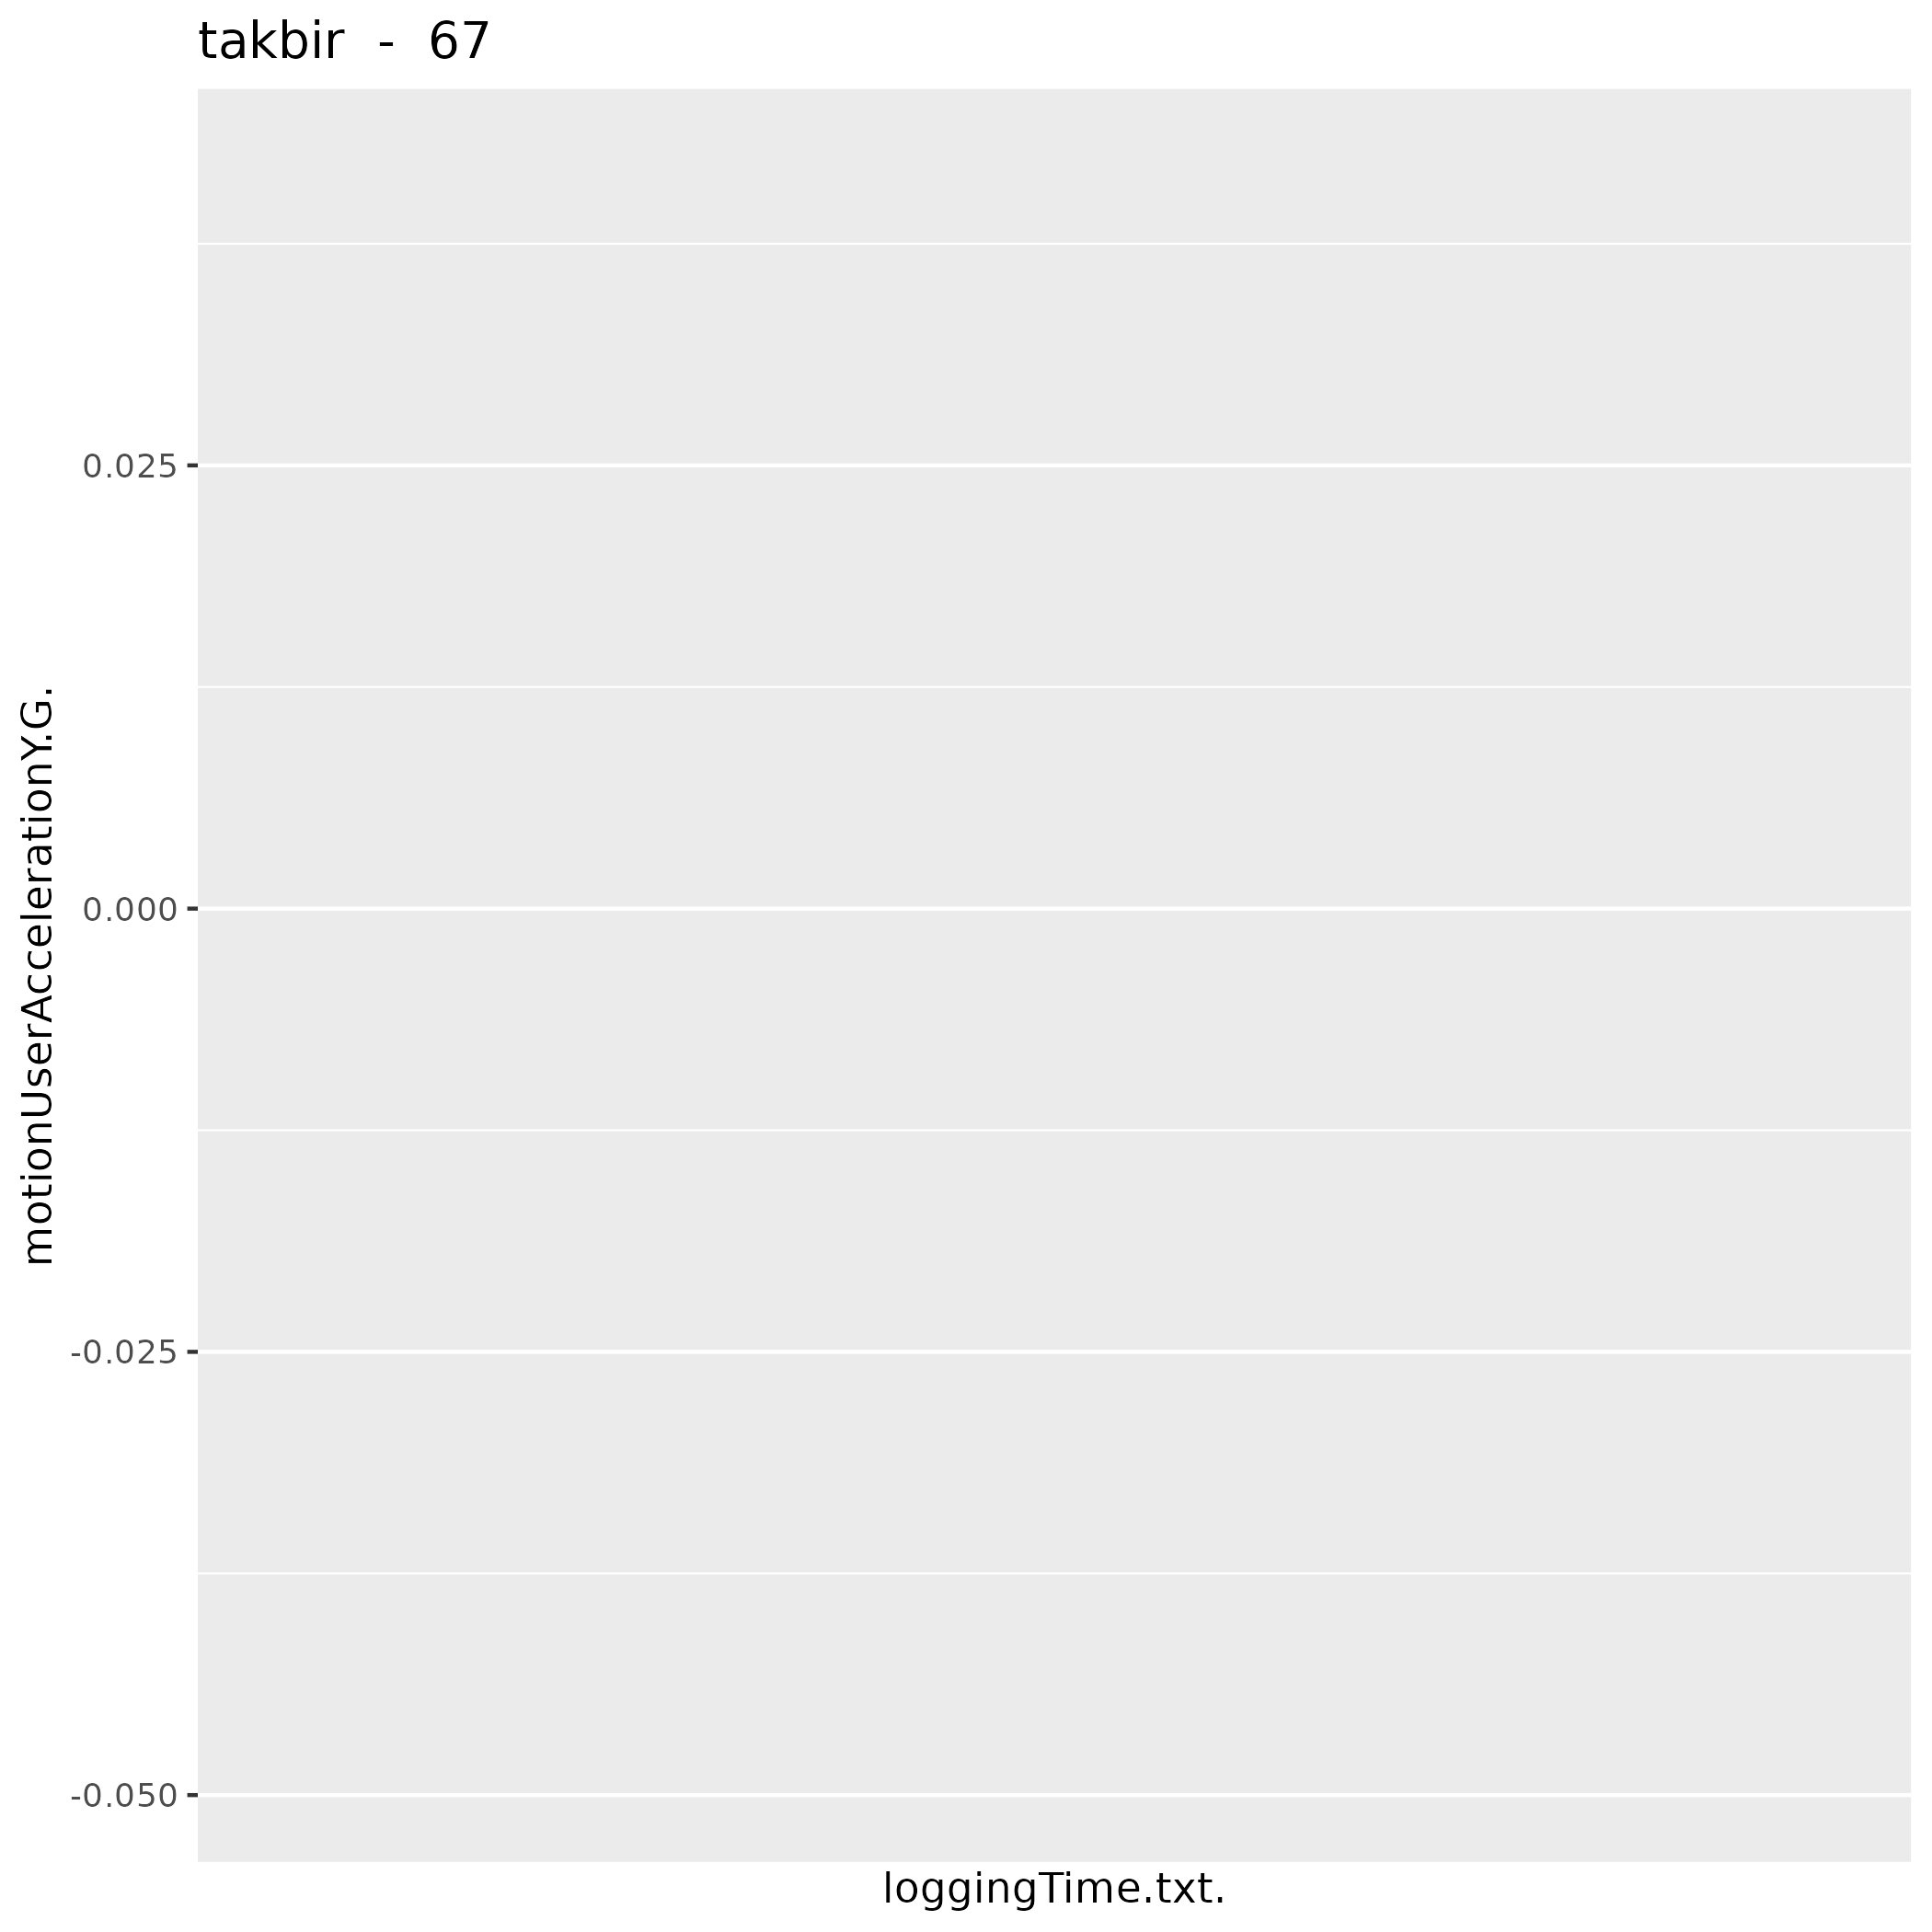 takbir - 67
motionUserAccelerationY.G.
0.025
0.000
-0.025
-0.050
loggingTime.txt.